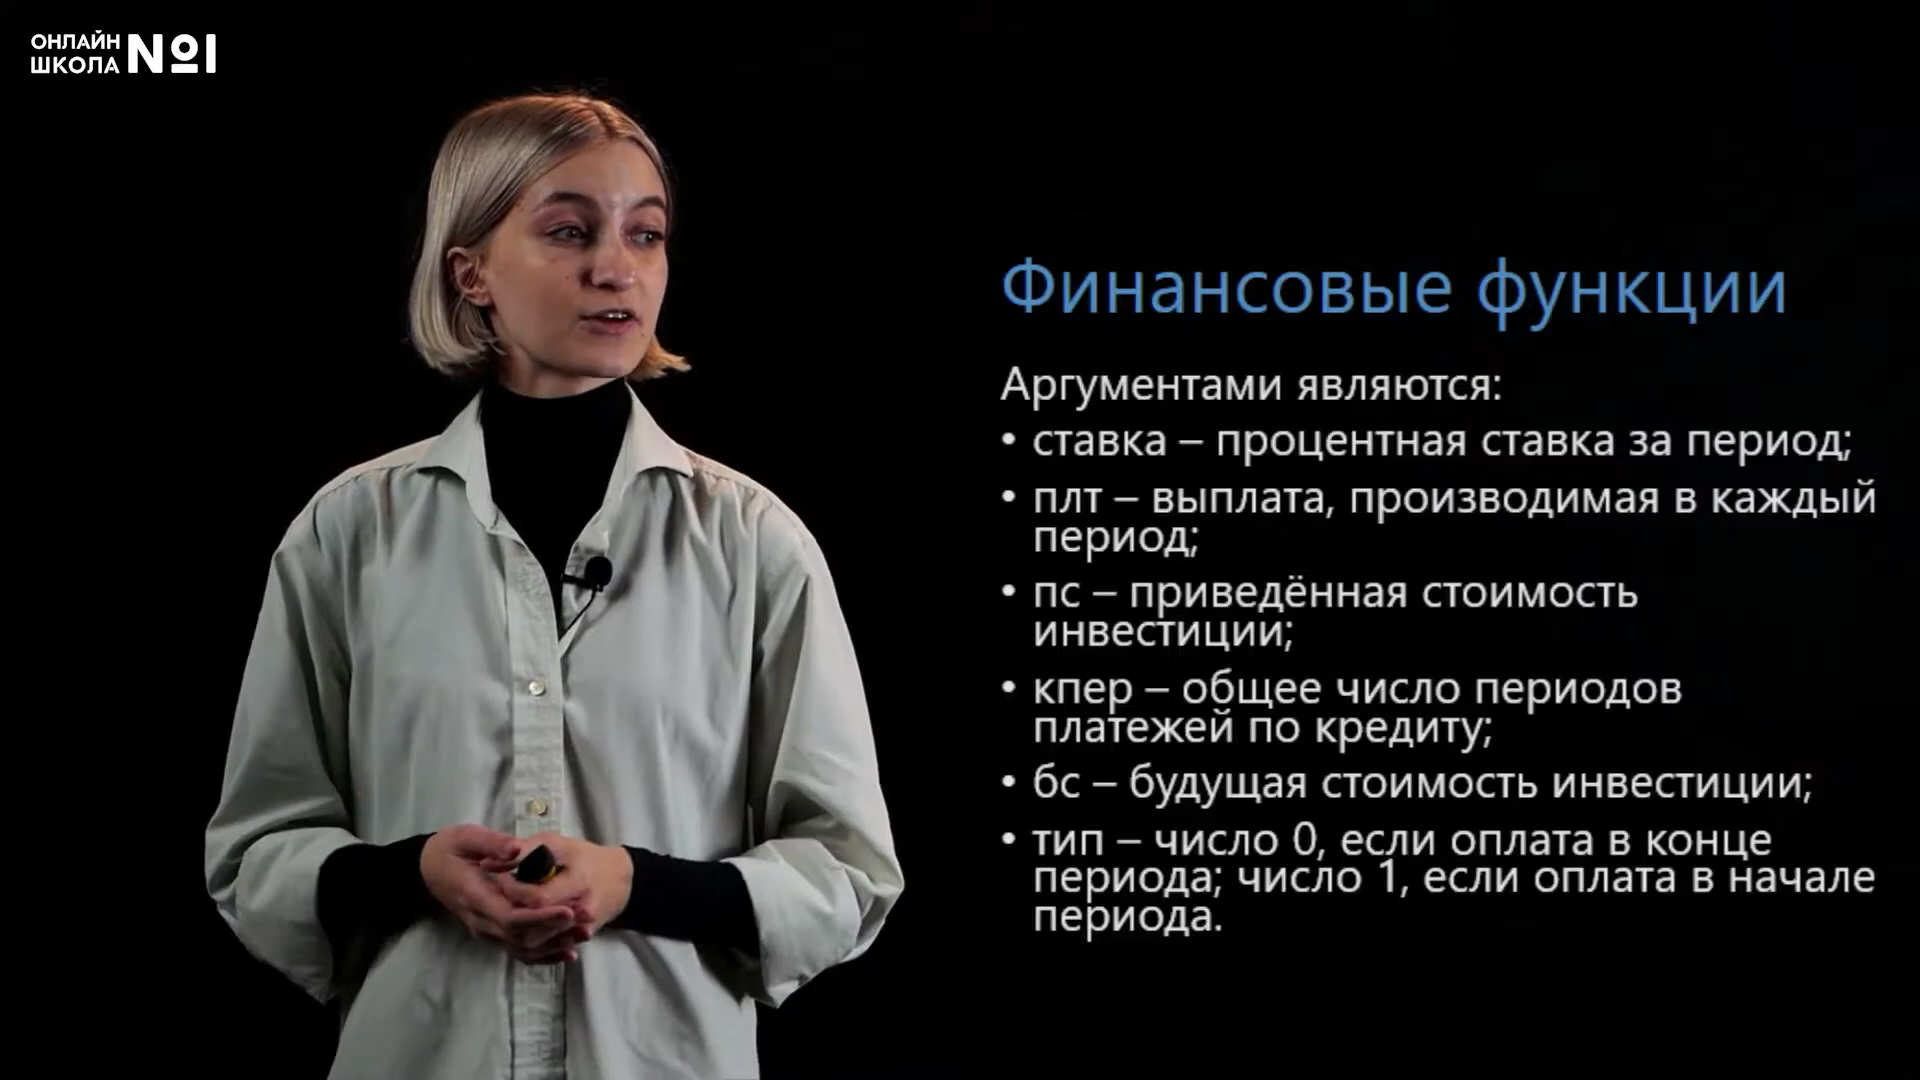 ОНЛАЙН
ШКОЛА №1
Финансовые функции
Аргументами являются:
• ставка – процентная ставка за период;
• плт – выплата, производимая в каждый
период;
• пс – приведённая стоимость
инвестиции;
• кпер – общее число периодов
платежей по кредиту;
• бс – будущая стоимость инвестиции;
• тип – число 0, если оплата в конце
периода; число 1, если оплата в начале
периода.